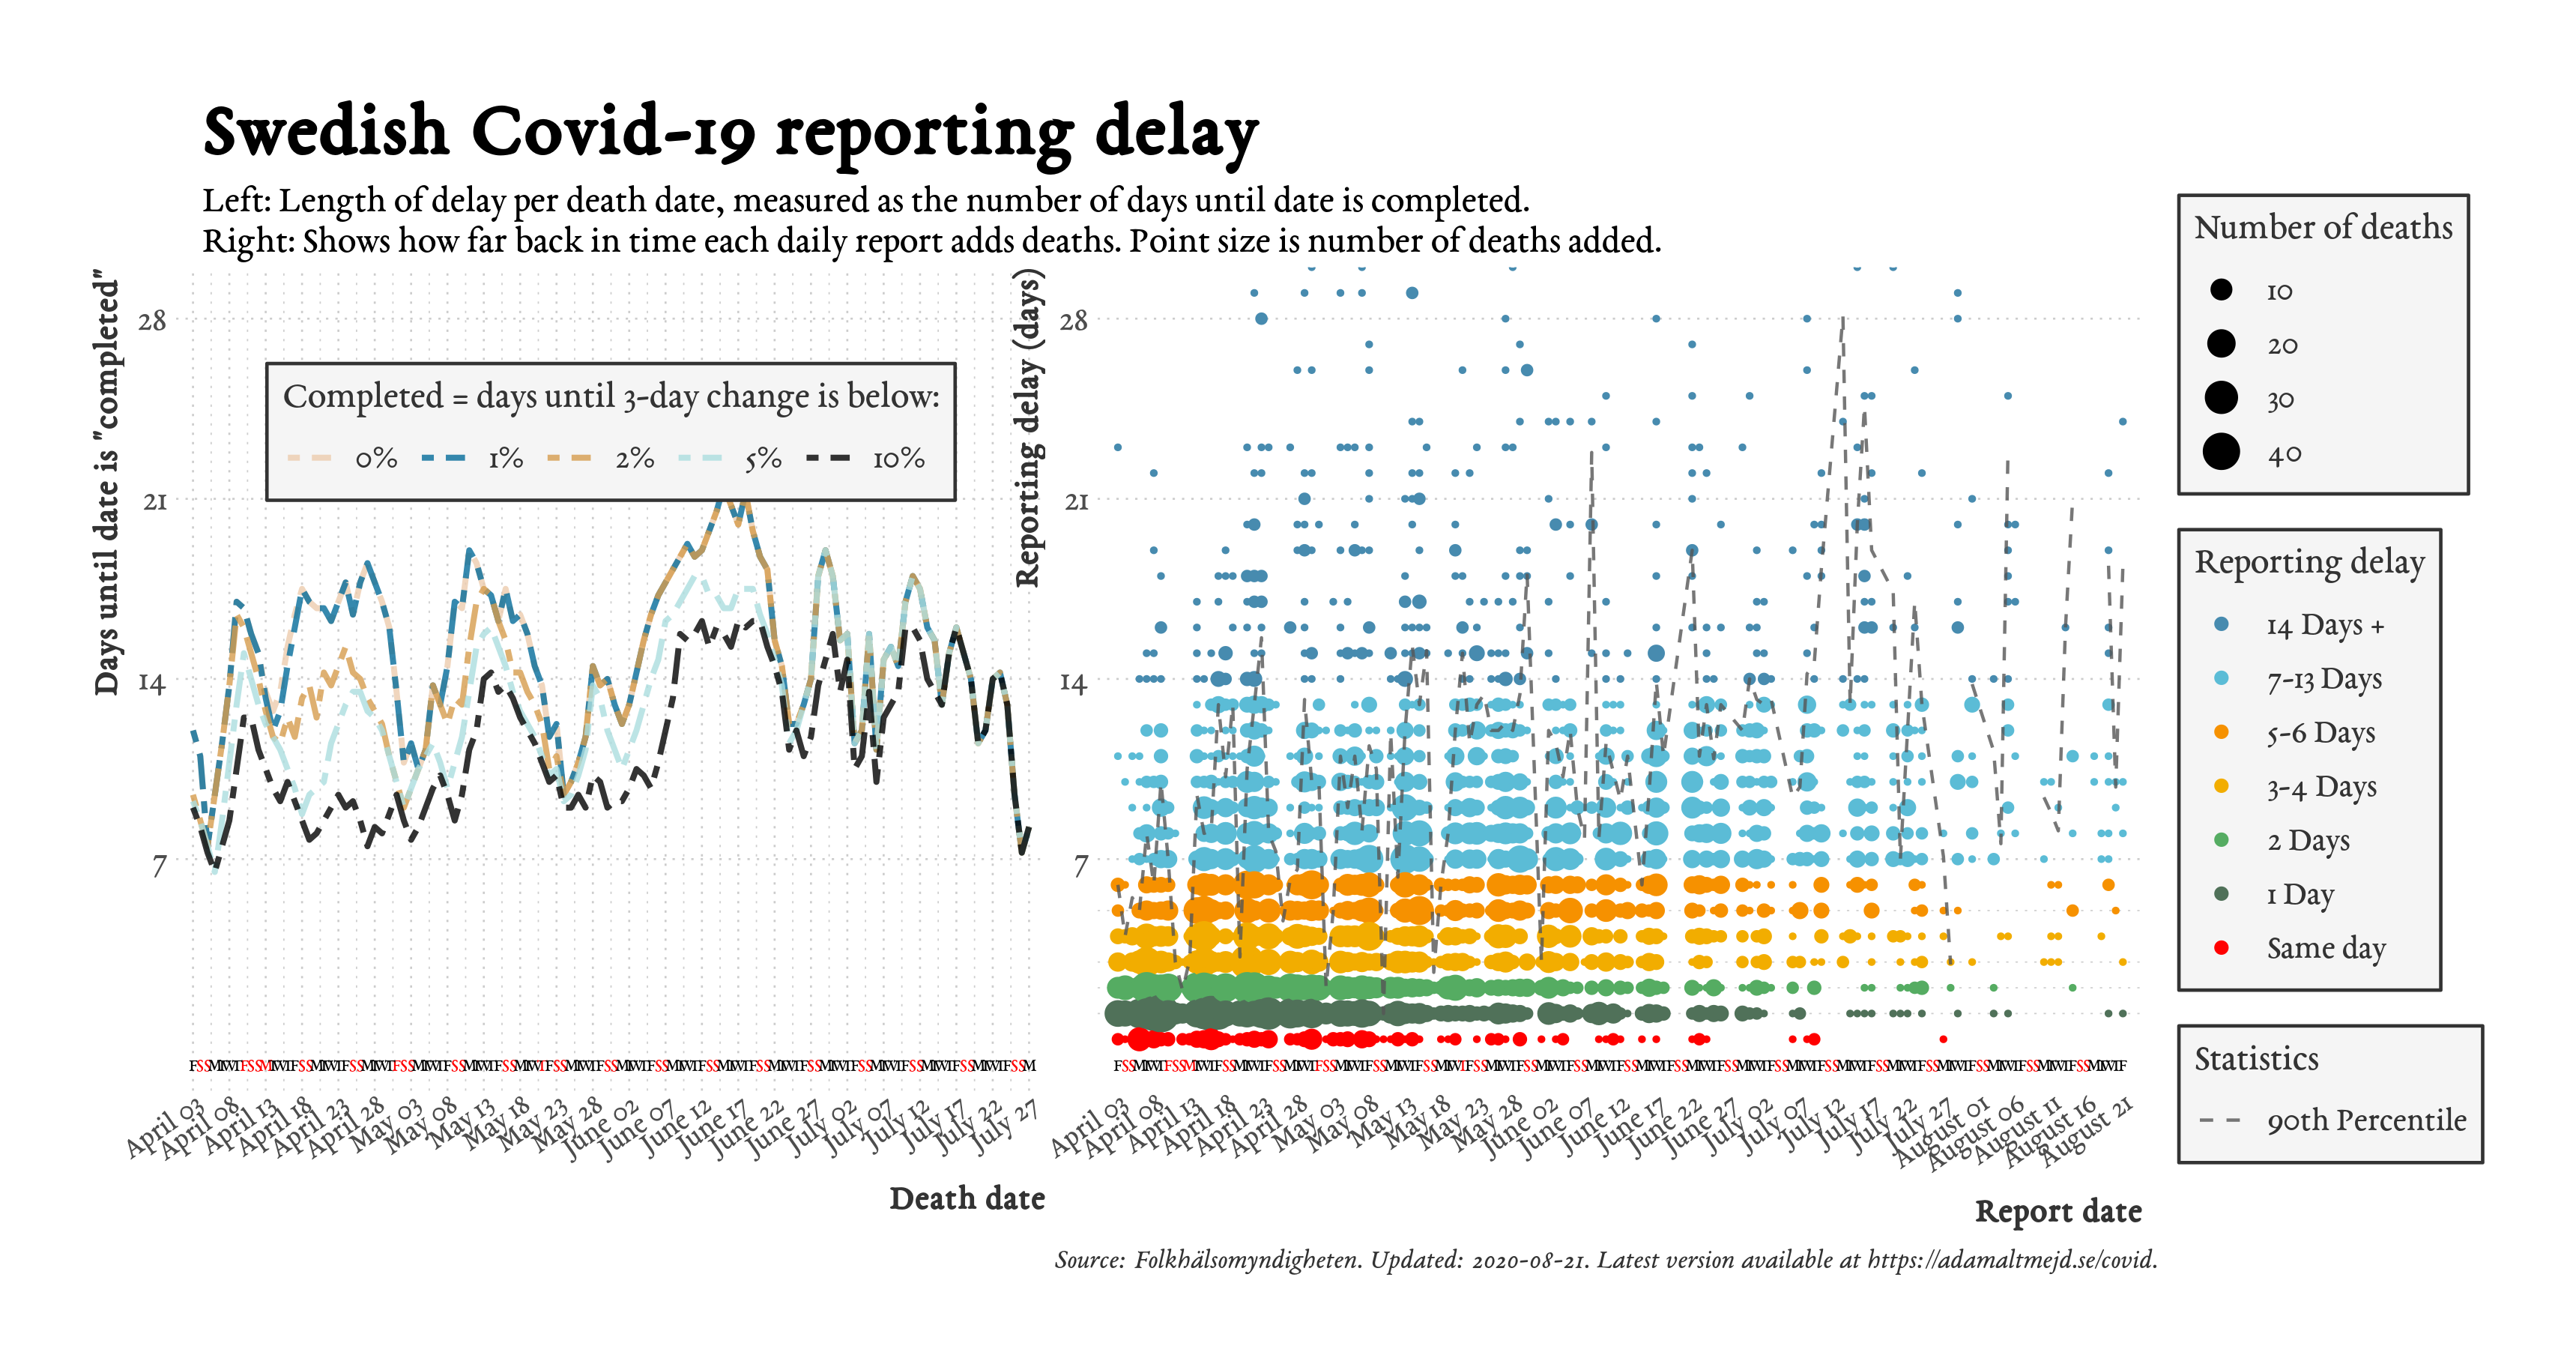 Swedish Covid-19 reporting delay
Left: Length of delay per death date, measured as the number of days until date is completed.
Right: Shows how far back in time each daily report adds deaths. Point size is number of deaths added.
Days until date is "completed"
28
21
14
7
Completed = days until 3-day change is below:
0% 1% 2% 5% 10%
April 03
April 08
April 13
April 18
April 23
April 28
May 03
May 08
May 13
May 18
May 23
May 28
June 02
June 07
June 12
June 17
June 22
June 27
July 02
July 07
July 12
July 17
July 22
July 27
Death date
Reporting delay (days)
28
21
14
7
April 03
April 08
April 13
April 18
April 23
April 28
May 03
May 08
May 13
May 18
May 23
May 28
June 02
June 07
June 12
June 17
June 22
June 27
July 02
July 07
July 12
July 17
July 22
July 27
August 01
August 06
August 11
August 16
August 21
Report date
Number of deaths
10
20
30
40
Reporting delay
14 Days +
7-13 Days
5-6 Days
3-4 Days
2 Days
1 Day
Same day
Statistics
90th Percentile
Source: Folkhälsomyndigheten. Updated: 2020-08-21. Latest version available at https://adamaltmejd.se/covid.